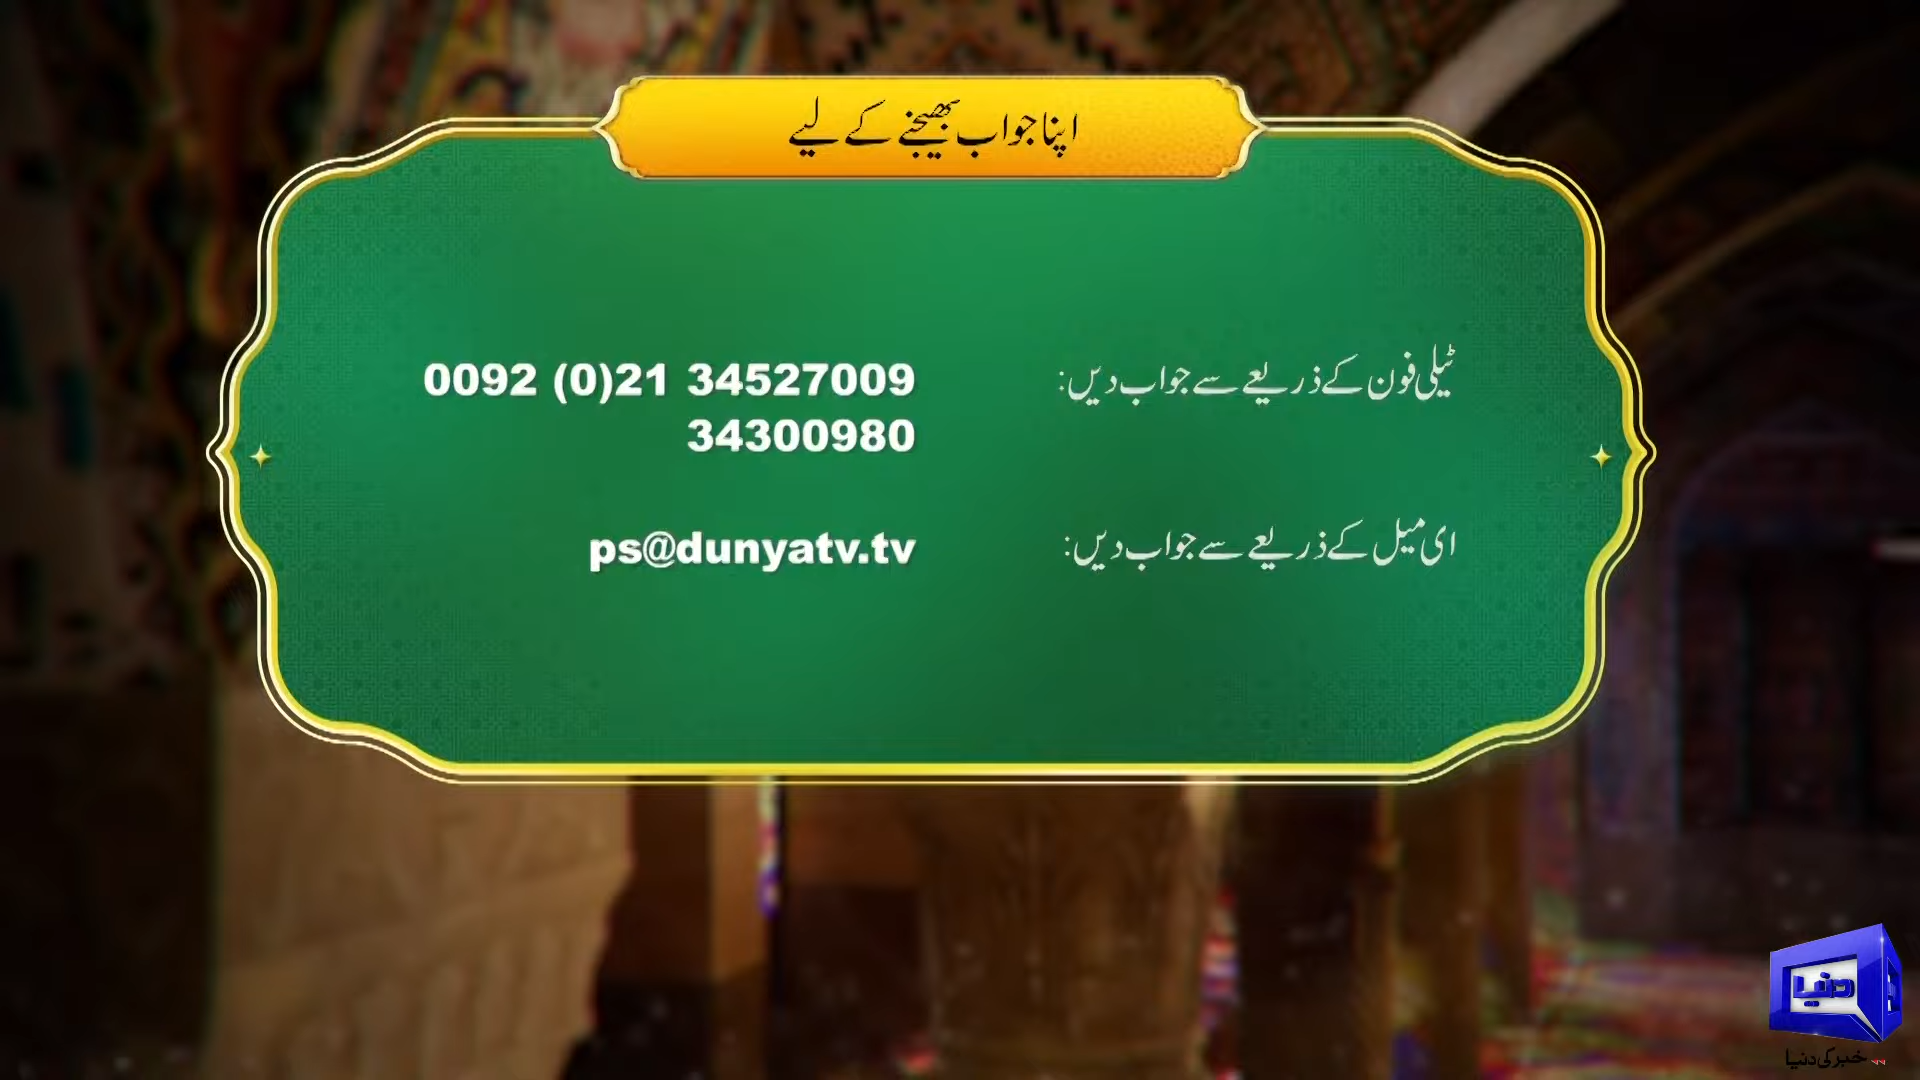 اپنا جواب بھیجنے کے لیے
ٹیلی فون کے ذریعے سے جواب دیں:
0092 (0)21 34527009
34300980
ای میل کے ذریعے سے جواب دیں:
ps@dunyatv.tv
دنیا
خبر کی دنیا